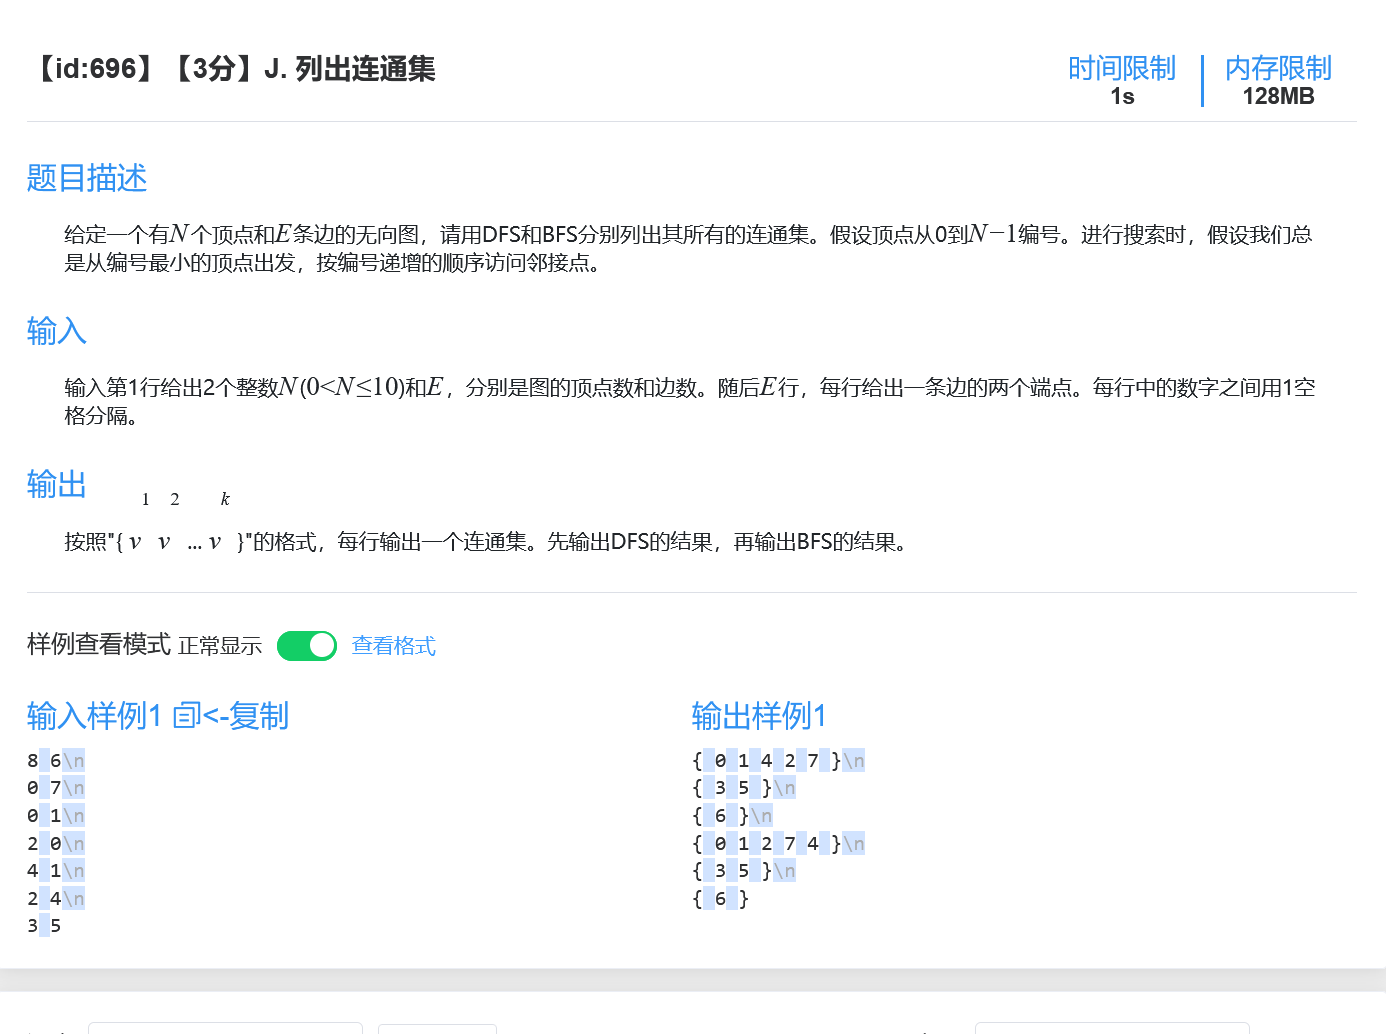 【id:696】【3分】J. 列出连通集
时间限制
1s
内存限制
128MB
题目描述
给定一个有N个顶点和E条边的无向图，请用DFS和BFS分别列出其所有的连通集。假设顶点从0到N−1编号。进行搜索时，假设我们总
是从编号最小的顶点出发，按编号递增的顺序访问邻接点。
输入
输入第1行给出2个整数N(0<N≤10)和E，分别是图的顶点数和边数。随后E行，每行给出一条边的两个端点。每行中的数字之间用1空
格分隔。
输出
1 2 k
按照"{ v v ... v }"的格式，每行输出一个连通集。先输出DFS的结果，再输出BFS的结果。
样例查看模式 正常显示 查看格式
输入样例1 <-复制
8 6\n
0 7\n
0 1\n
2 0\n
4 1\n
2 4\n
3 5
输出样例1
{ 0 1 4 2 7 }\n
{ 3 5 }\n
{ 6 }\n
{ 0 1 2 7 4 }\n
{ 3 5 }\n
{ 6 }